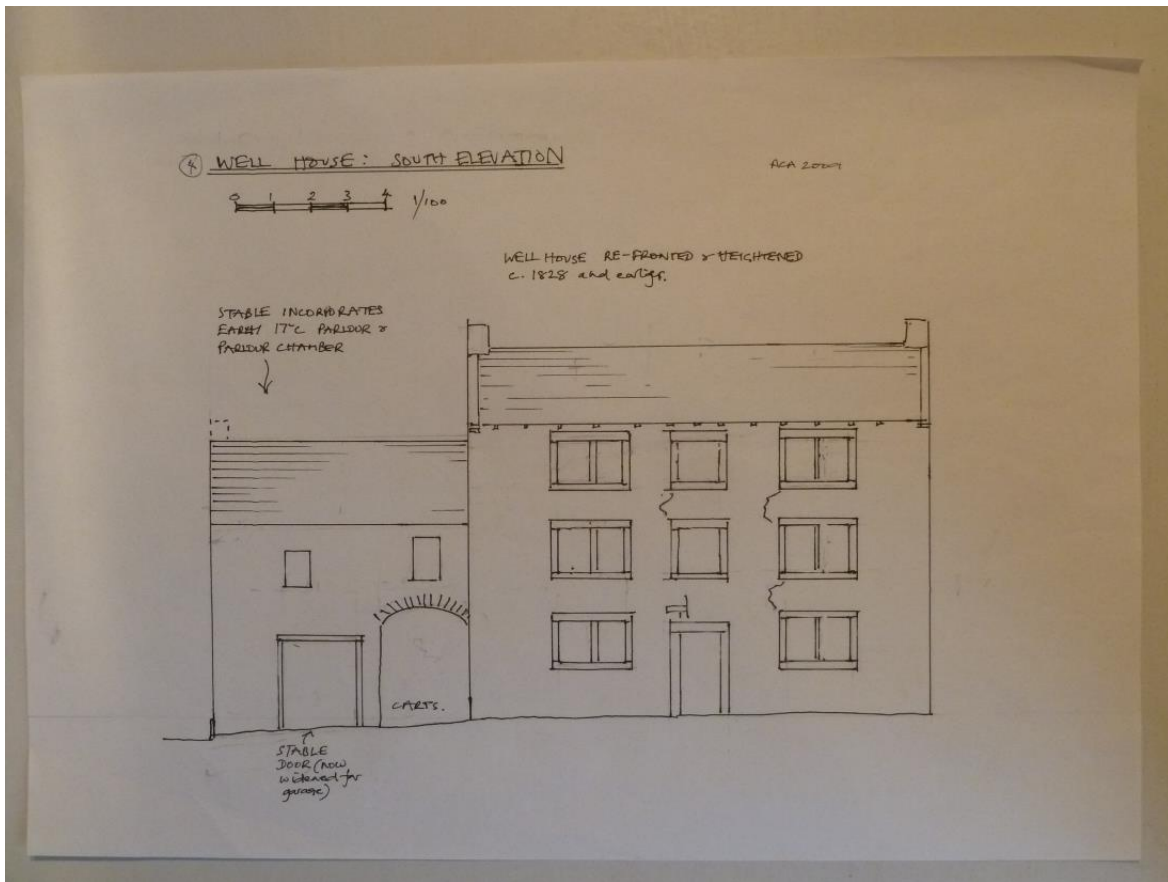 4 WELL HOUSE: SOUTH ELEVATION
ACA 2009
0 1 2 3 4 1/100
WELL HOUSE RE-FRONTED & HEIGHTENED
c. 1828 and earlier.
STABLE INCORPORATES
EARLY 17thC PARLOUR &
PARLOUR CHAMBER
CARTS.
STABLE
DOOR (now
widened for
garage)